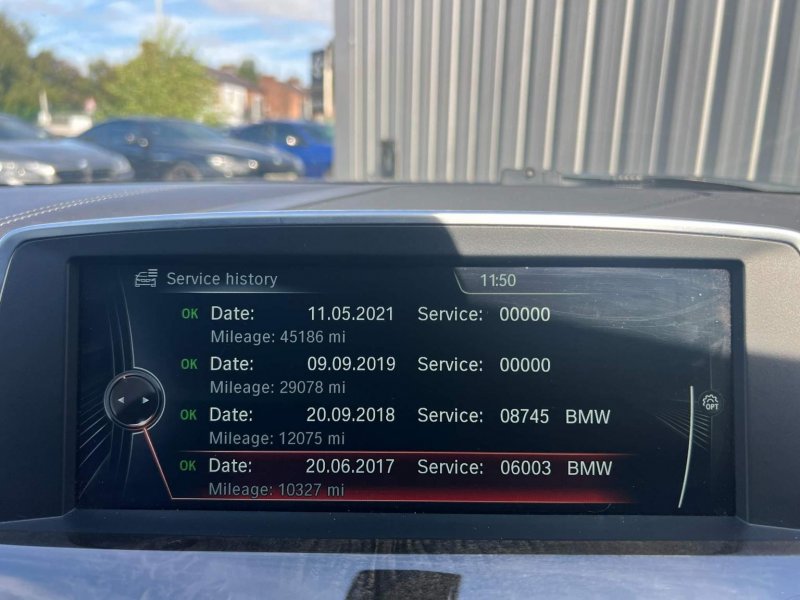 Service history 11:50
OK Date: 11.05.2021 Service: 00000
Mileage: 45186 mi
OK Date: 09.09.2019 Service: 00000
Mileage: 29078 mi
OK Date: 20.09.2018 Service: 08745 BMW
Mileage: 12075 mi
OK Date: 20.06.2017 Service: 06003 BMW
Mileage: 10327 mi
OPT